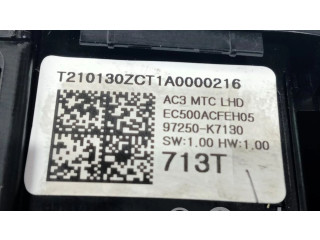 T210130ZCT1A0000216
AC3 MTC LHD
EC500ACFEH05
97250-K7130
SW:1,00 HW:1,00
713T